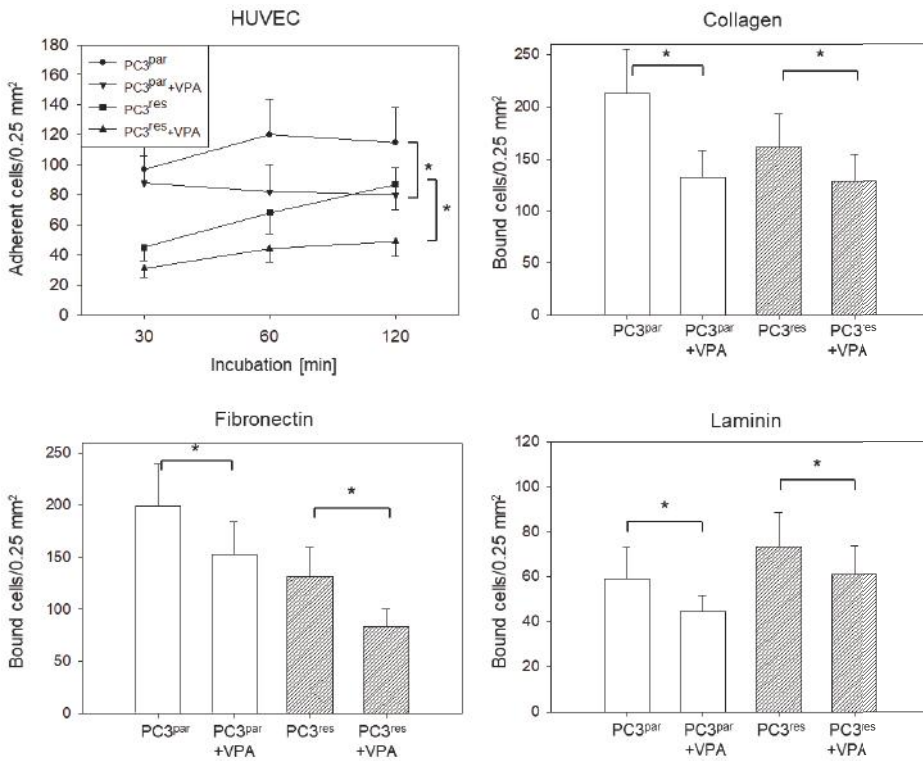 HUVEC
Adherent cells/0.25 mm²
180
160
140
120
100
80
60
40
20
0
PC3ᵖᵃʳ
PC3ᵖᵃʳ+VPA
PC3ʳᵉˢ
PC3ʳᵉˢ+VPA
*
*
30 60 120
Incubation [min]
Collagen
Bound cells/0.25 mm²
250
200
150
100
50
0
* *
PC3ᵖᵃʳ PC3ᵖᵃʳ PC3ʳᵉˢ PC3ʳᵉˢ
+VPA +VPA
Fibronectin
Bound cells/0.25 mm²
250
200
150
100
50
0
*
*
PC3ᵖᵃʳ PC3ᵖᵃʳ PC3ʳᵉˢ PC3ʳᵉˢ
+VPA +VPA
Laminin
Bound cells/0.25 mm²
120
100
80
60
40
20
0
*
*
PC3ᵖᵃʳ PC3ᵖᵃʳ PC3ʳᵉˢ PC3ʳᵉˢ
+VPA +VPA